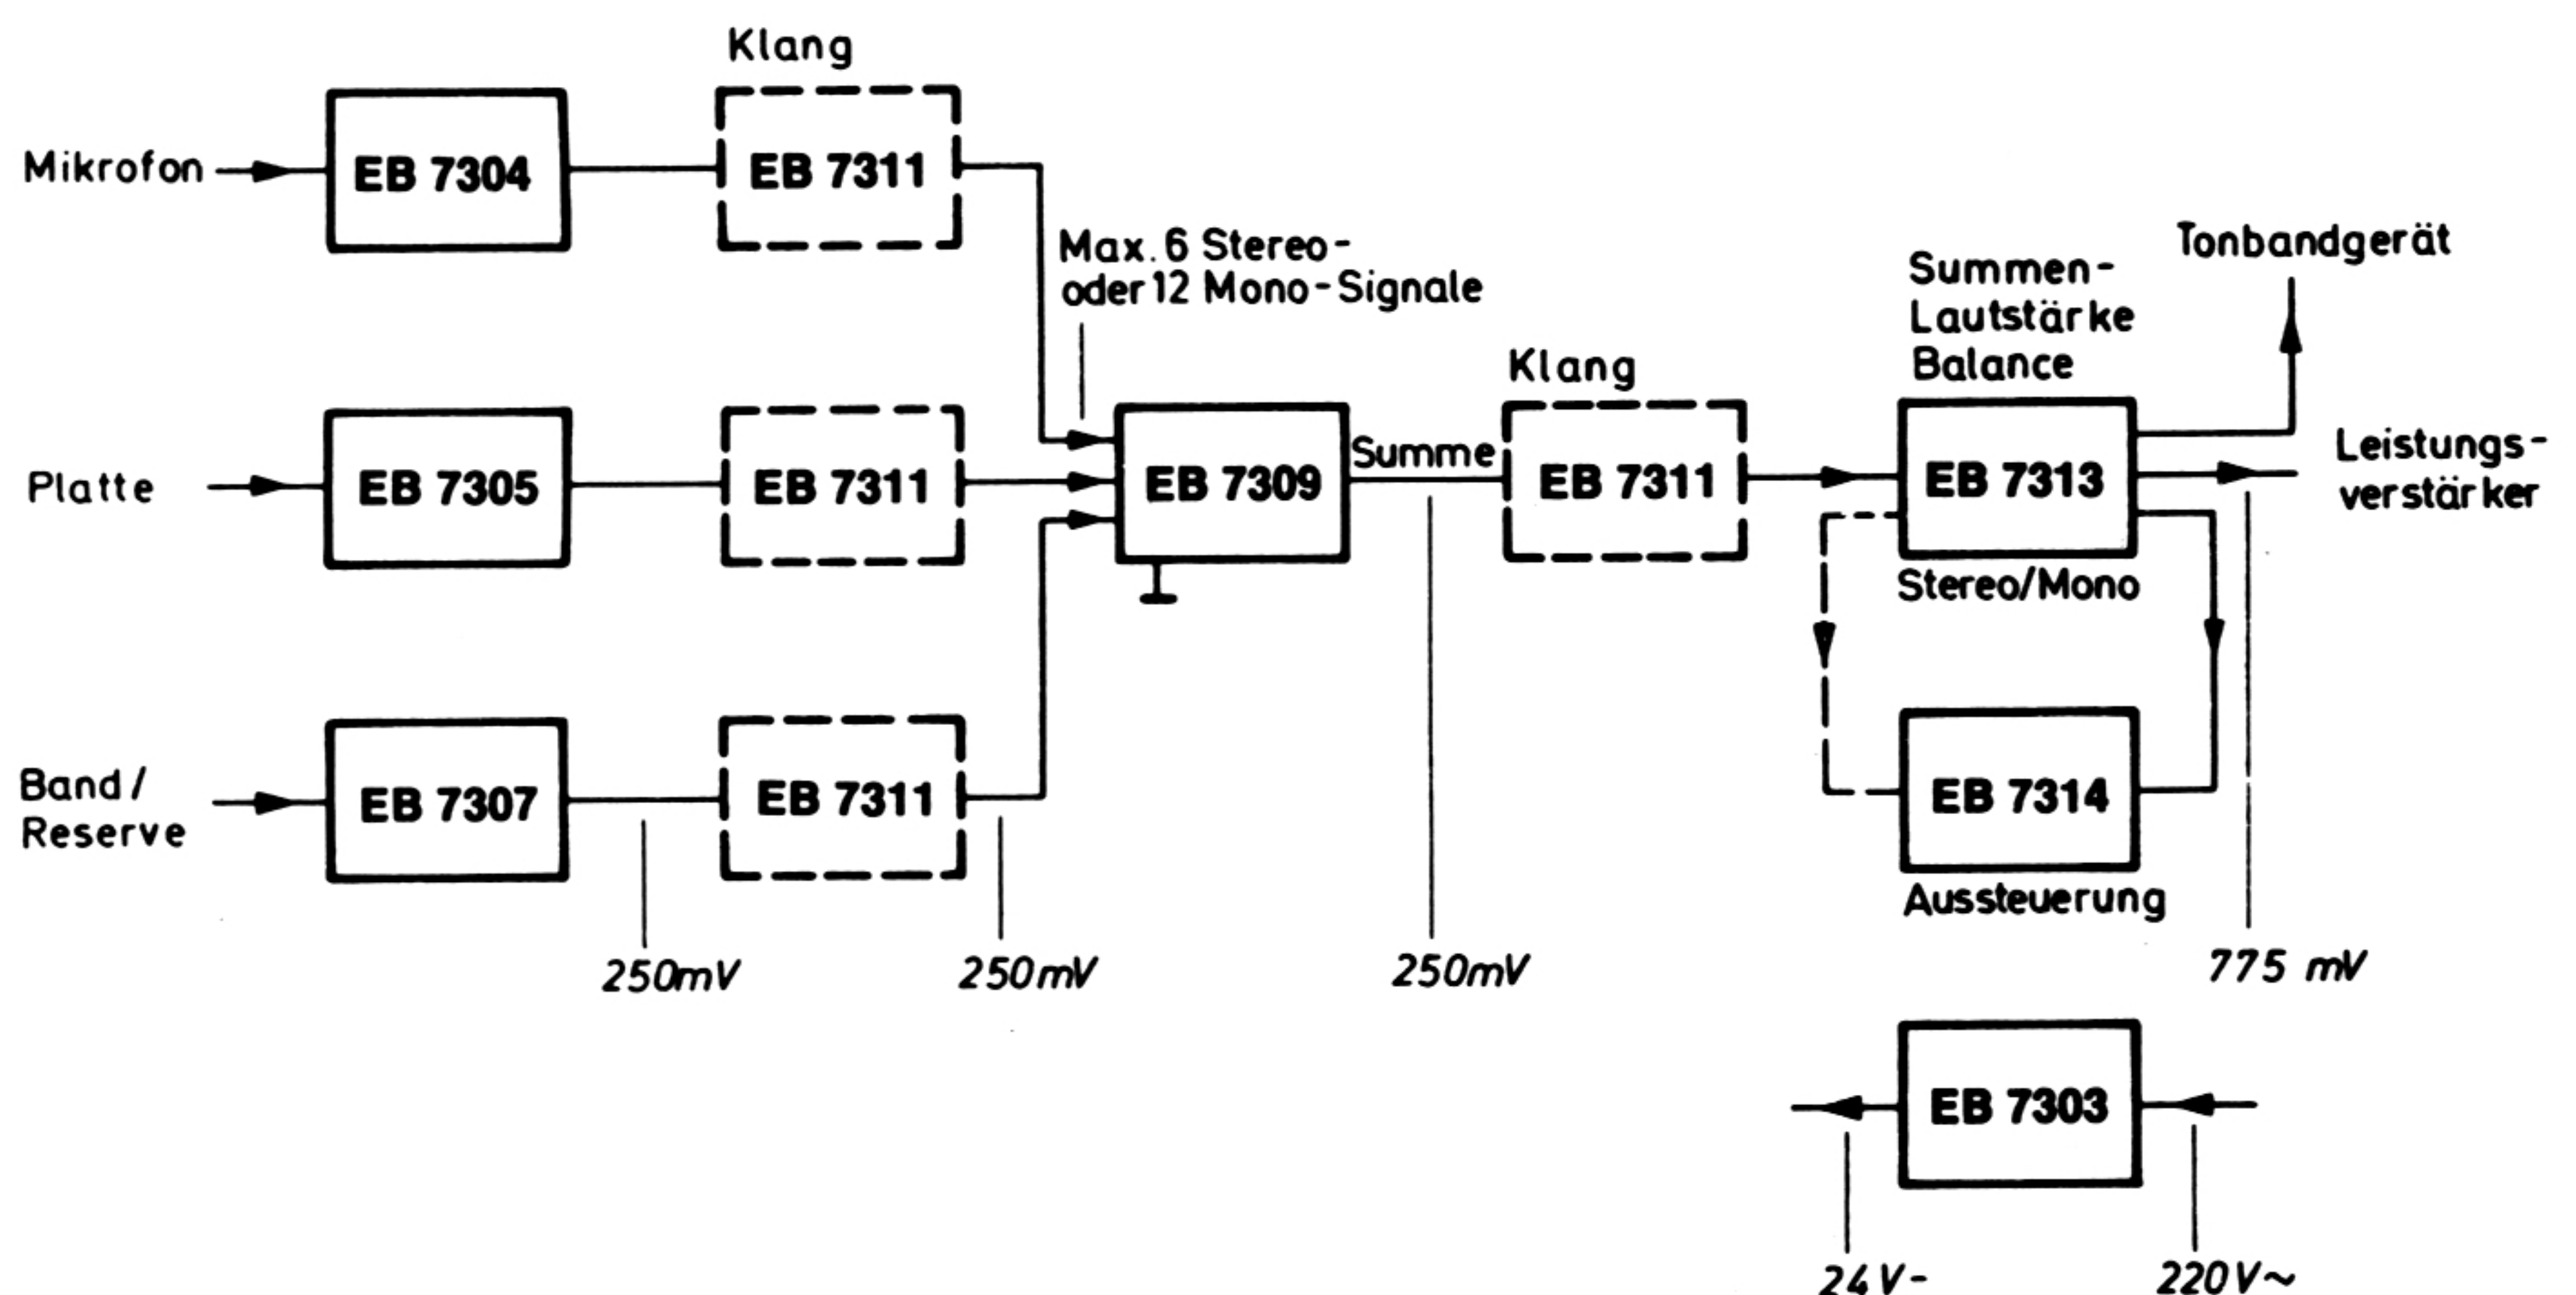 Klang
Mikrofon
EB 7304
EB 7311
Max. 6 Stereo-
oder 12 Mono-Signale
Platte
EB 7305
EB 7311
EB 7309
Summe
Klang
EB 7311
Summen-
Lautstärke
Balance
EB 7313
Stereo/Mono
Tonbandgerät
Leistungs-
verstärker
Band/
Reserve
EB 7307
EB 7311
EB 7314
Aussteuerung
250mV
250mV
250mV
775 mV
EB 7303
24V-
220V~